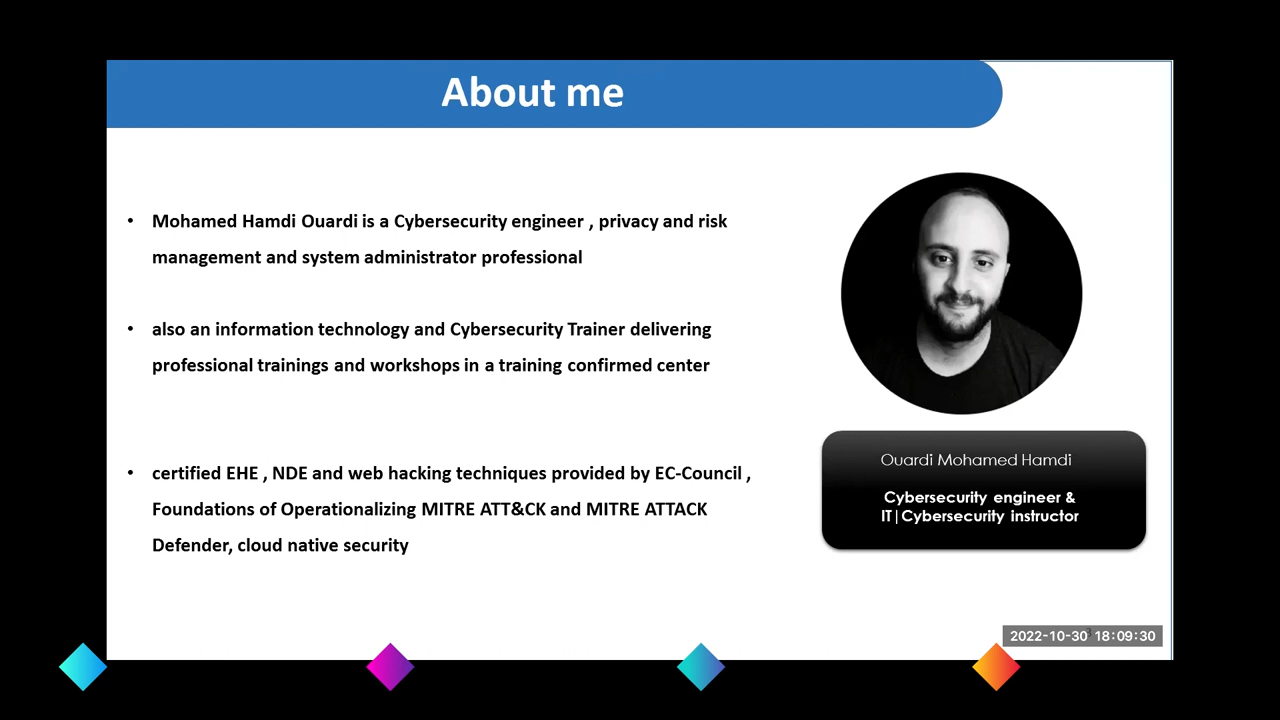 About me
• Mohamed Hamdi Ouardi is a Cybersecurity engineer , privacy and risk
management and system administrator professional
• also an information technology and Cybersecurity Trainer delivering
professional trainings and workshops in a training confirmed center
• certified EHE , NDE and web hacking techniques provided by EC-Council ,
Foundations of Operationalizing MITRE ATT&CK and MITRE ATTACK
Defender, cloud native security
Ouardi Mohamed Hamdi
Cybersecurity engineer &
IT|Cybersecurity instructor
2022-10-30 18:09:30